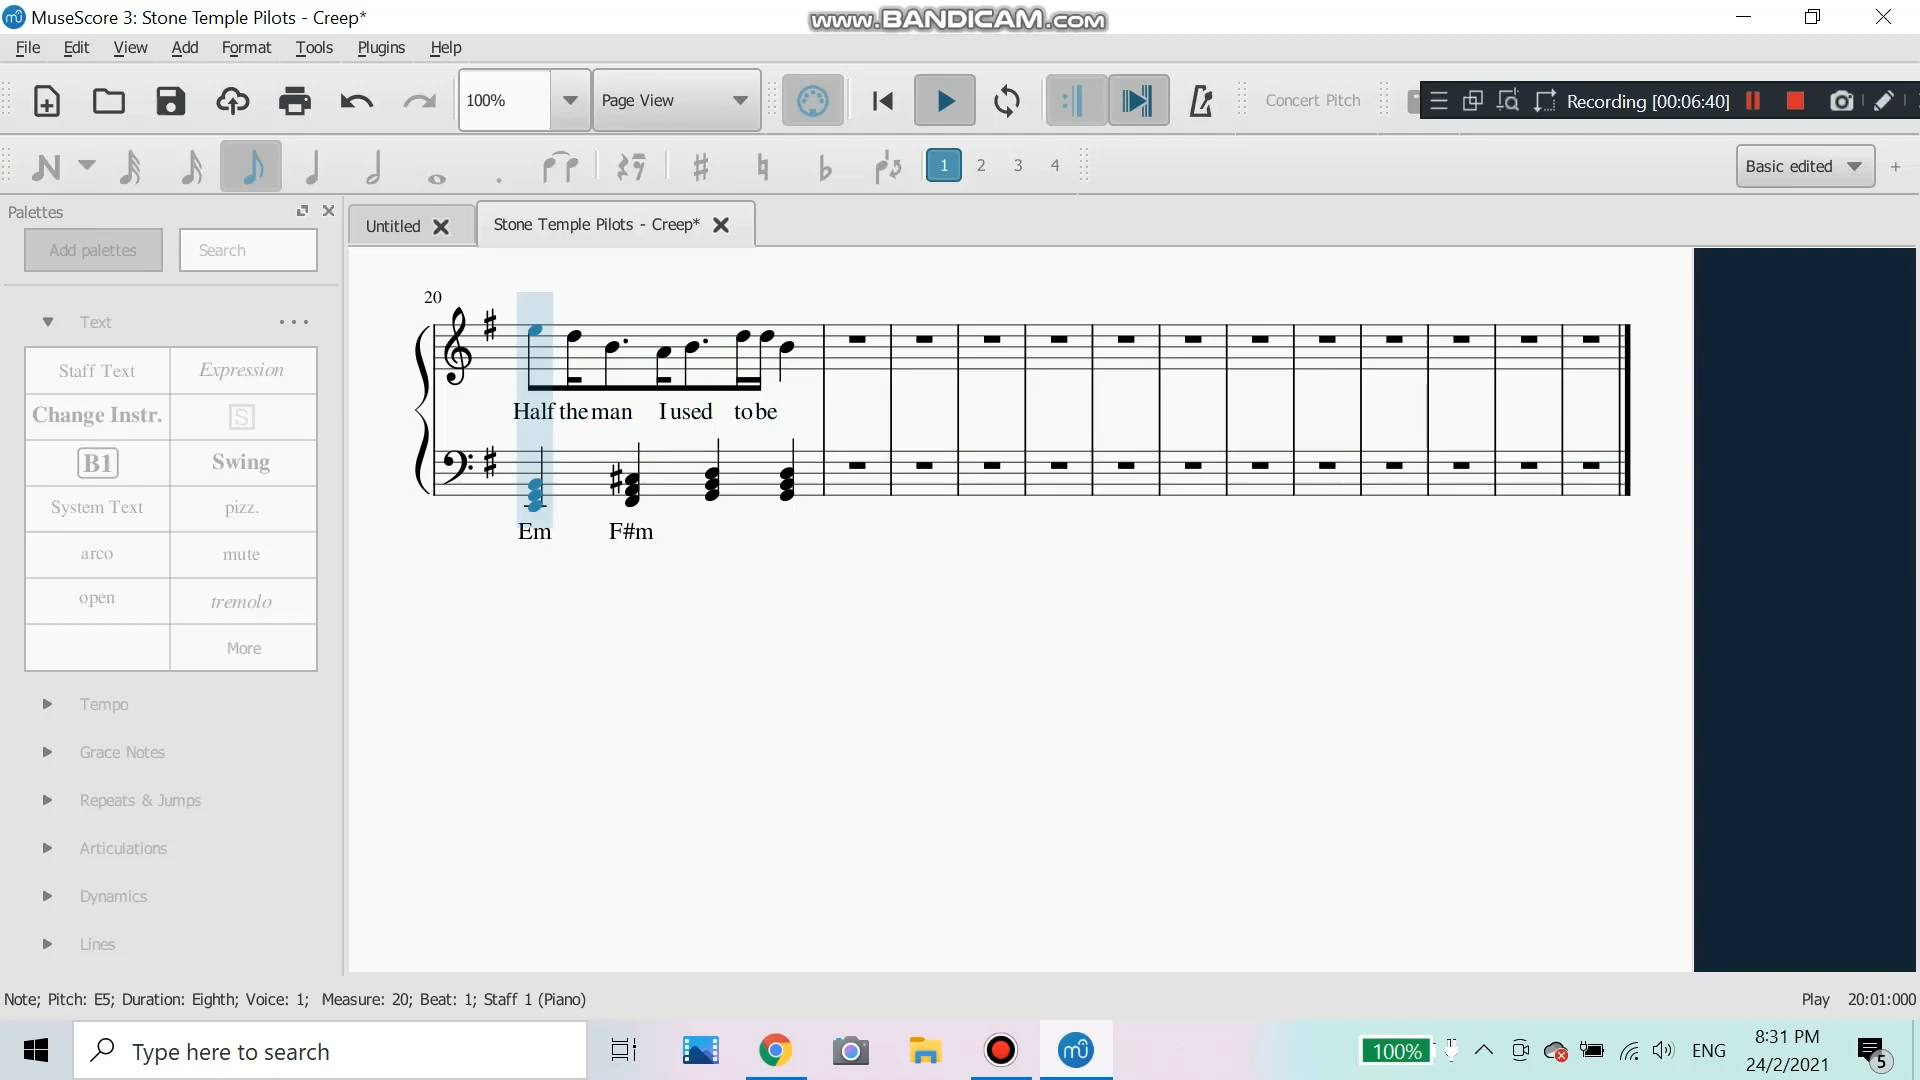 MuseScore 3: Stone Temple Pilots - Creep*
www.BANDICAM.com
File Edit View Add Format Tools Plugins Help
100% Page View Concert Pitch Recording [00:06:40]
1 2 3 4 Basic edited
Palettes
Untitled Stone Temple Pilots - Creep*
Add palettes Search
Text
Staff Text Expression
Change Instr. S
B1 Swing
System Text pizz.
arco mute
open tremolo
More
Tempo
Grace Notes
Repeats & Jumps
Articulations
Dynamics
Lines
20
Half the man I used to be
Em F#m
Note; Pitch: E5; Duration: Eighth; Voice: 1; Measure: 20; Beat: 1; Staff 1 (Piano) Play 20:01:000
Type here to search
100% ENG
8:31 PM
24/2/2021
5